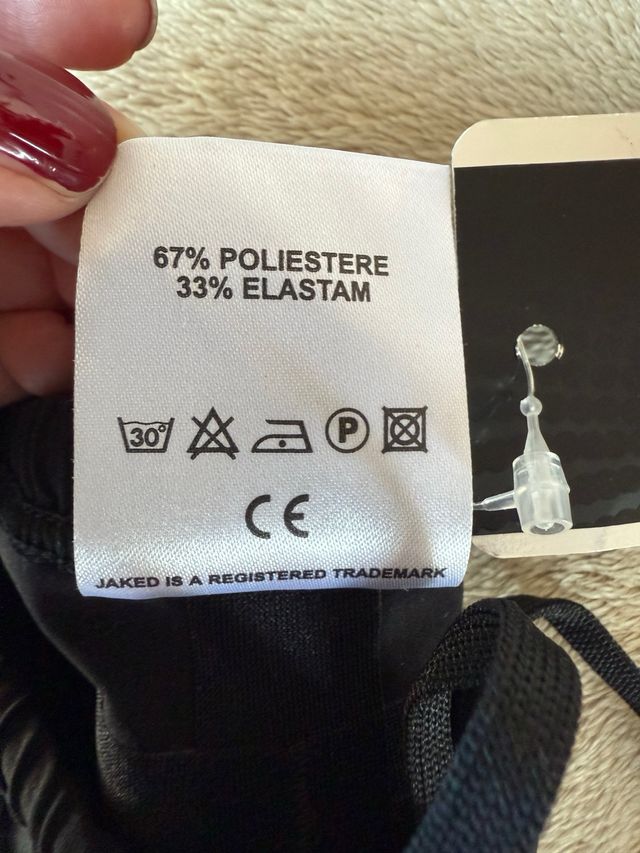 67% POLIESTERE
33% ELASTAM
30° P
CE
JAKED IS A REGISTERED TRADEMARK